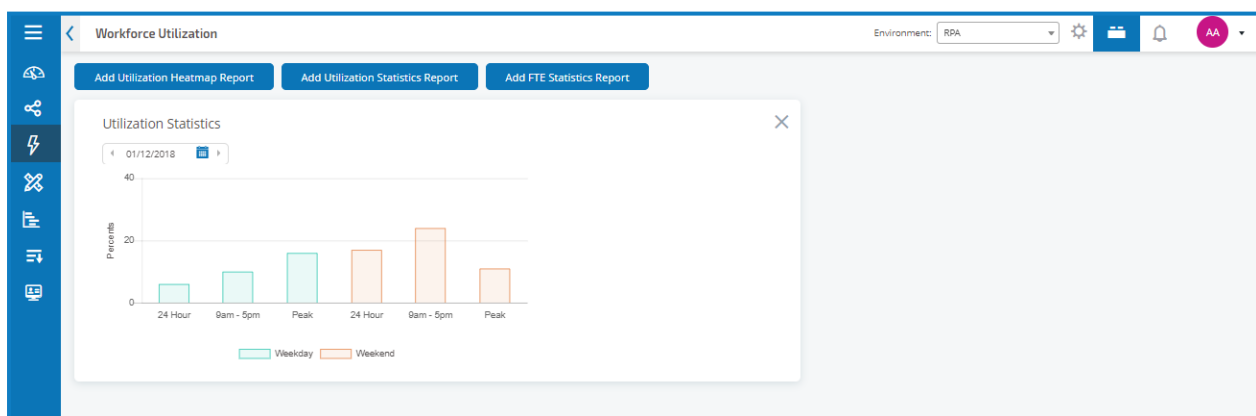 Workforce Utilization
Environment: RPA
AA
Add Utilization Heatmap Report
Add Utilization Statistics Report
Add FTE Statistics Report
Utilization Statistics
01/12/2018
40
20
0
Percents
24 Hour 9am - 5pm Peak 24 Hour 9am - 5pm Peak
Weekday Weekend